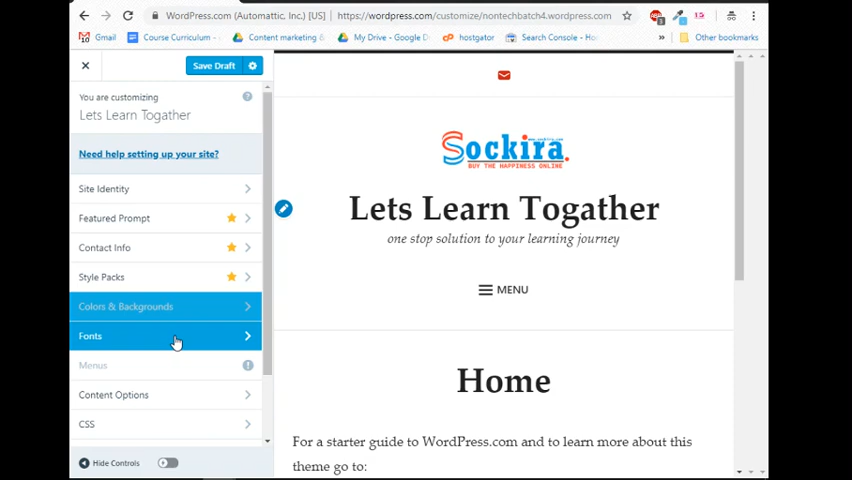 WordPress.com (Automattic, Inc.) [US] | https://wordpress.com/customize/nontechbatch4.wordpress.com
3
Gmail
Course Curriculum -
Content marketing &
My Drive - Google D
hostgator
Search Console - Ho
»
Other bookmarks
Save Draft
You are customizing
Lets Learn Togather
Need help setting up your site?
Site Identity
Featured Prompt
Contact Info
Style Packs
Colors & Backgrounds
Fonts
Menus
Content Options
CSS
Hide Controls
Sockira.
BUY THE HAPPINESS ONLINE
Lets Learn Togather
one stop solution to your learning journey
MENU
Home
For a starter guide to WordPress.com and to learn more about this
theme go to: